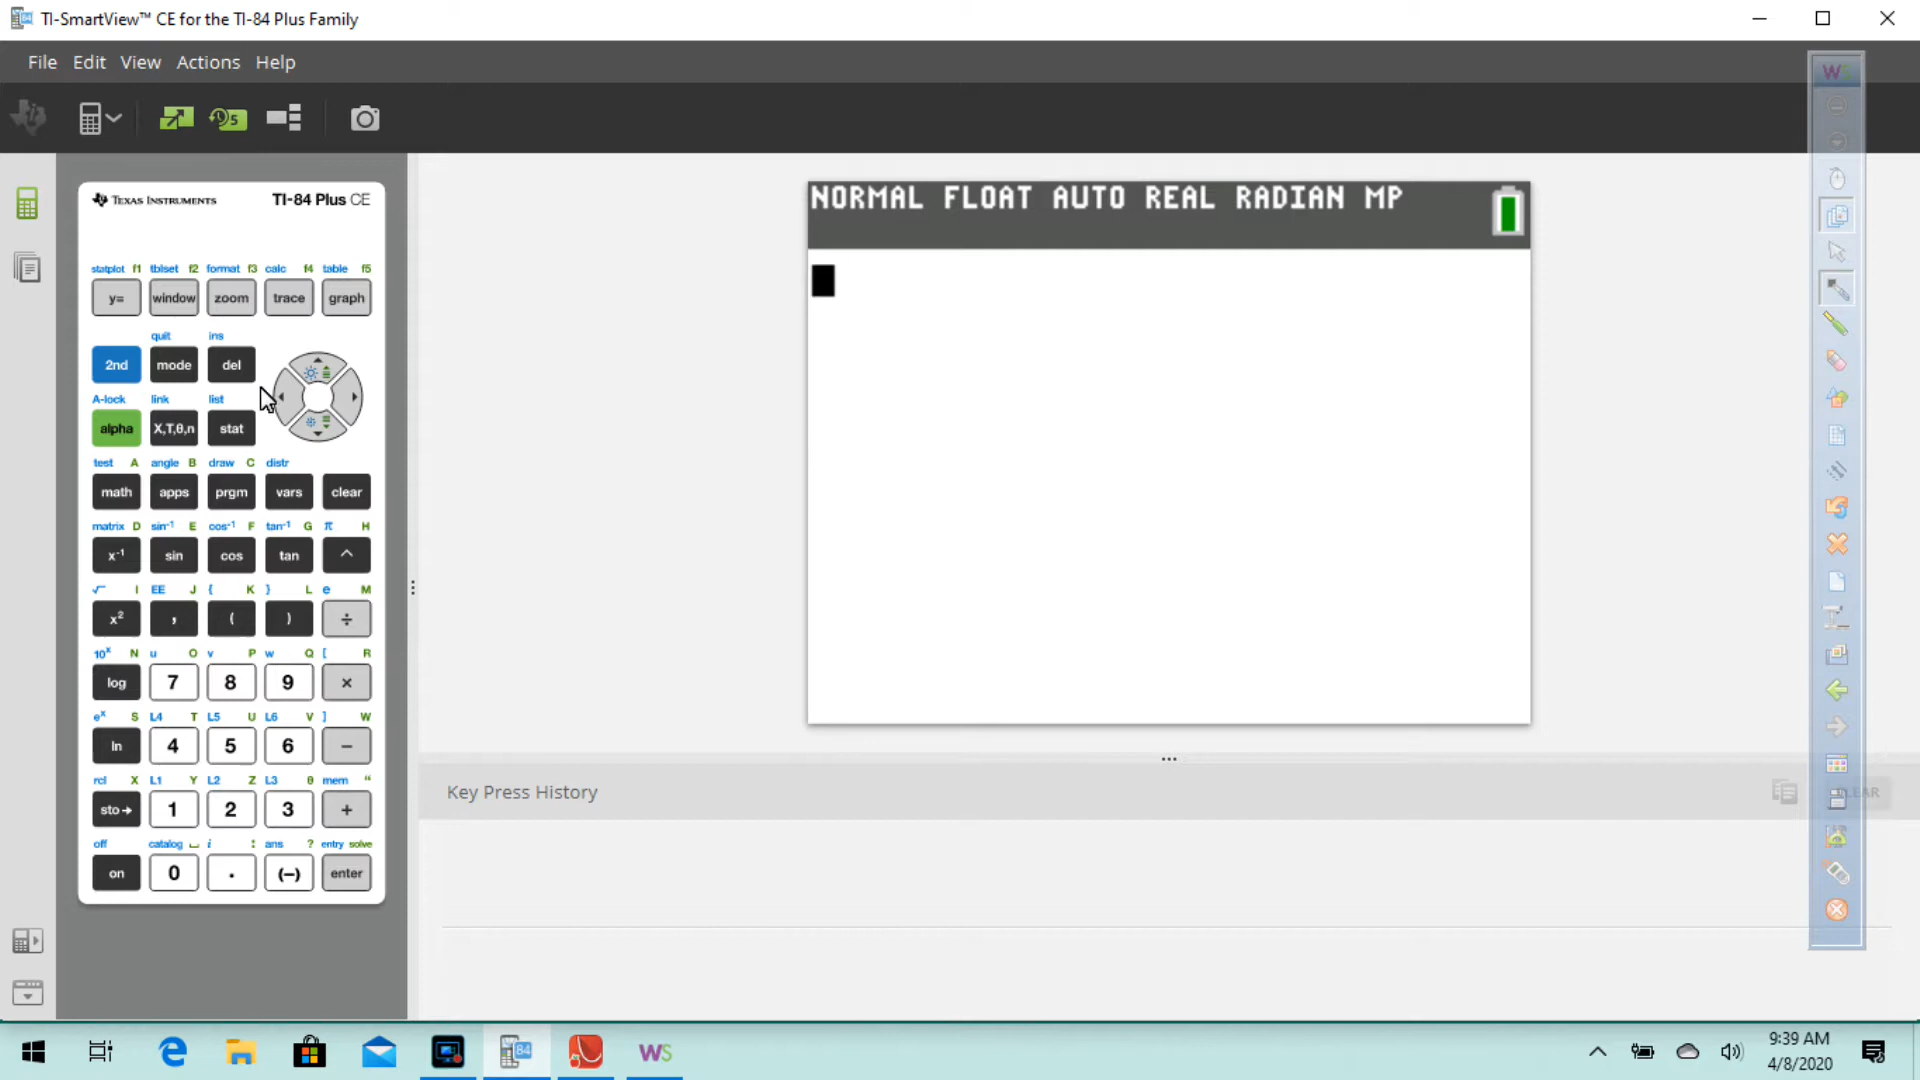 TI-SmartView™ CE for the TI-84 Plus Family
File Edit View Actions Help
5
TEXAS INSTRUMENTS TI-84 Plus CE
NORMAL FLOAT AUTO REAL RADIAN MP
statplot f1 tblset f2 format f3 calc f4 table f5
y= window zoom trace graph
quit ins
2nd mode del
A-lock link list
alpha X,T,θ,n stat
test A angle B draw C distr
math apps prgm vars clear
matrix D sin⁻¹ E cos⁻¹ F tan⁻¹ G π H
x⁻¹ sin cos tan ^
√ I EE J { K } L e M
x² , ( ) ÷
10ˣ N u O v P w Q [ R
log 7 8 9 ×
eˣ S L4 T L5 U L6 V ] W
ln 4 5 6 −
rcl X L1 Y L2 Z L3 θ mem "
sto→ 1 2 3 +
off catalog ⎵ i : ans ? entry solve
on 0 . (−) enter
Key Press History
CLEAR
WS
84
WS
9:39 AM
4/8/2020